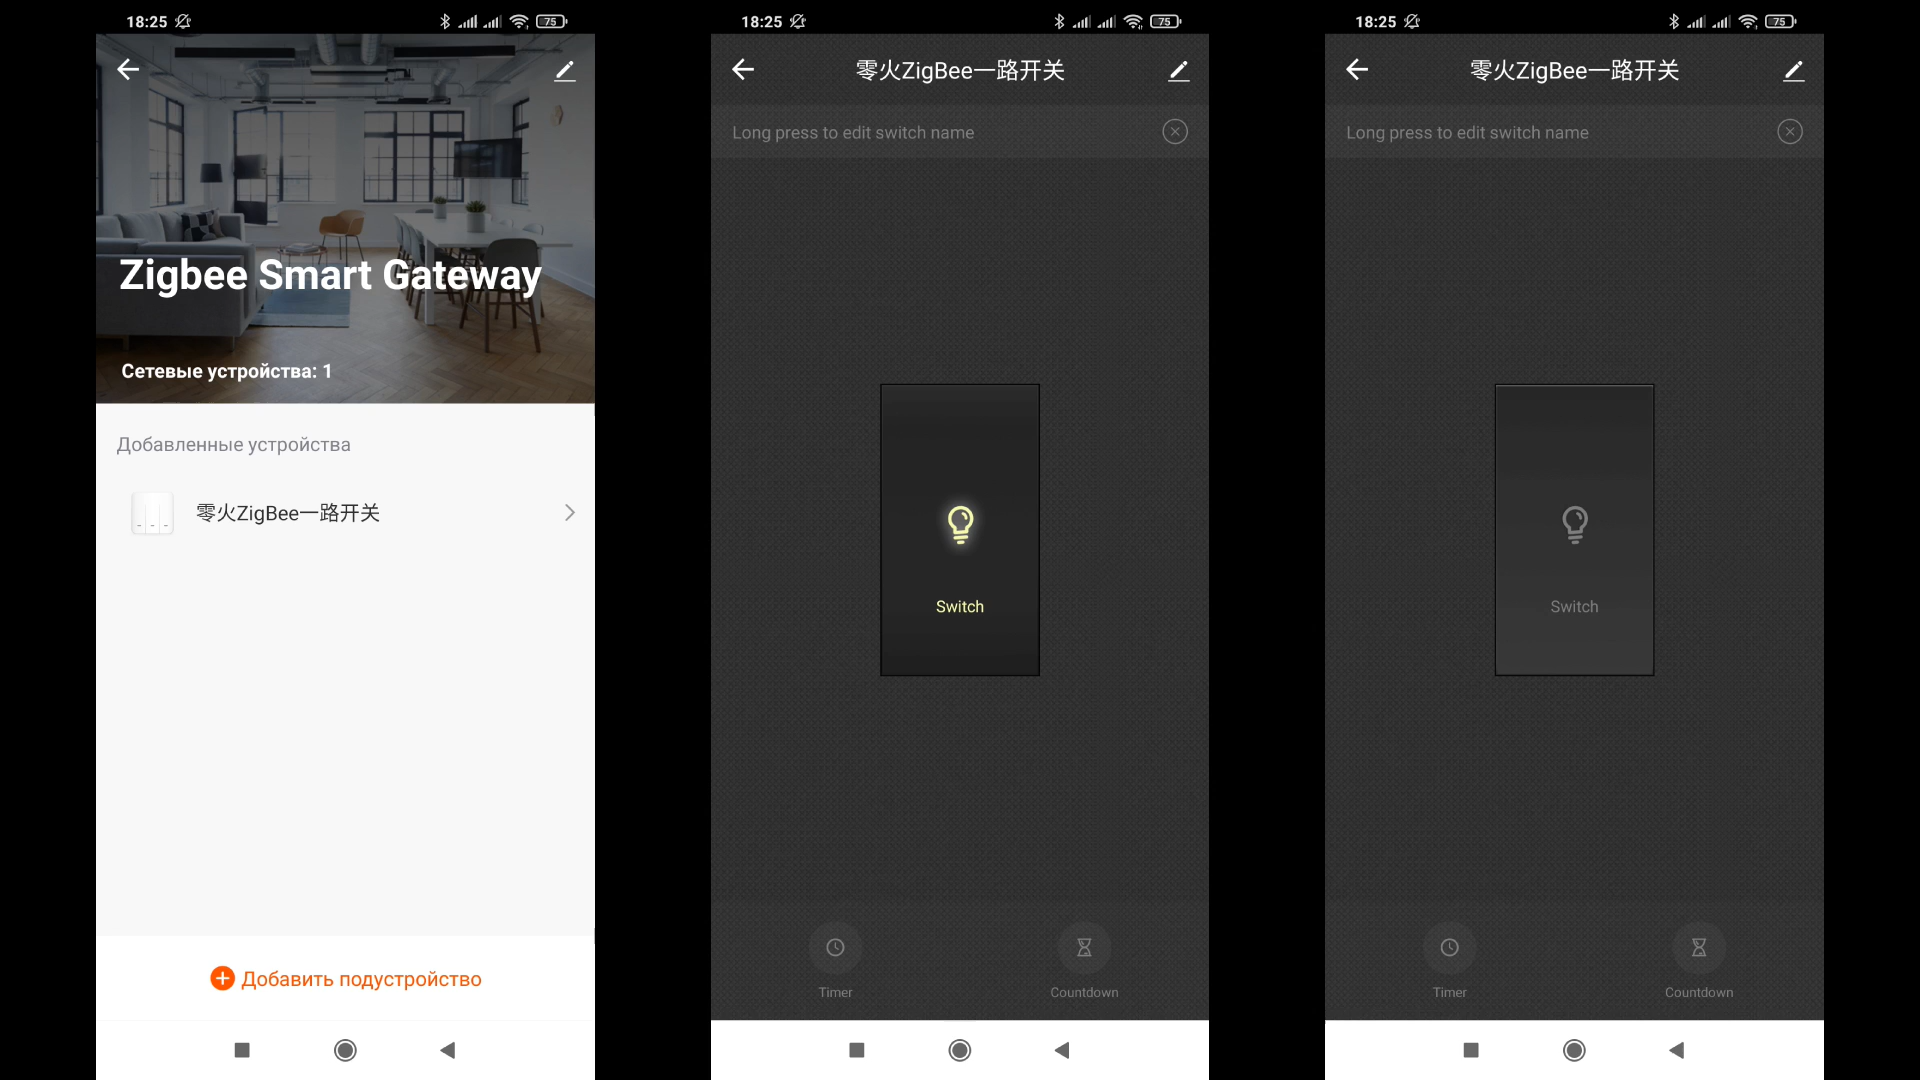 18:25
75
Zigbee Smart Gateway
Сетевые устройства: 1
Добавленные устройства
零火ZigBee一路开关
Добавить подустройство
18:25
75
零火ZigBee一路开关
Long press to edit switch name
Switch
Timer
Countdown
18:25
75
零火ZigBee一路开关
Long press to edit switch name
Switch
Timer
Countdown